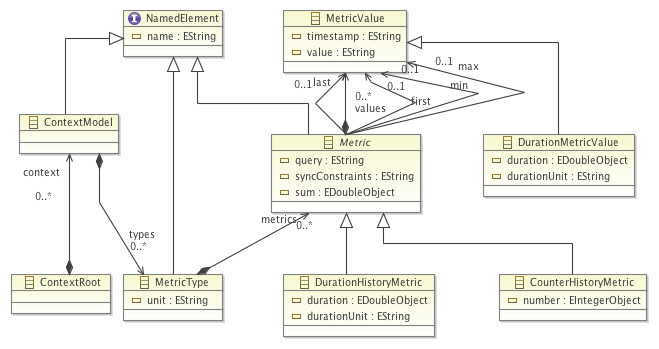 NamedElement
name : EString
MetricValue
timestamp : EString
value : EString
0..1
last
0..*
values
0..1
first
0..1
min
0..1
max
ContextModel
Metric
query : EString
syncConstraints : EString
sum : EDoubleObject
DurationMetricValue
duration : EDoubleObject
durationUnit : EString
context
0..*
types
0..*
metrics
0..*
ContextRoot
MetricType
unit : EString
DurationHistoryMetric
duration : EDoubleObject
durationUnit : EString
CounterHistoryMetric
number : EIntegerObject